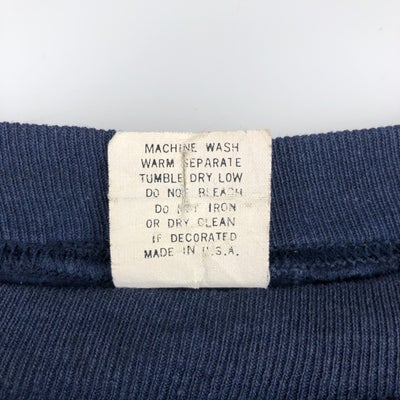 MACHINE WASH
WARM SEPARATE
TUMBLE DRY LOW
DO NOT BLEACH
DO NOT IRON
OR DRY CLEAN
IF DECORATED
MADE IN U.S.A.